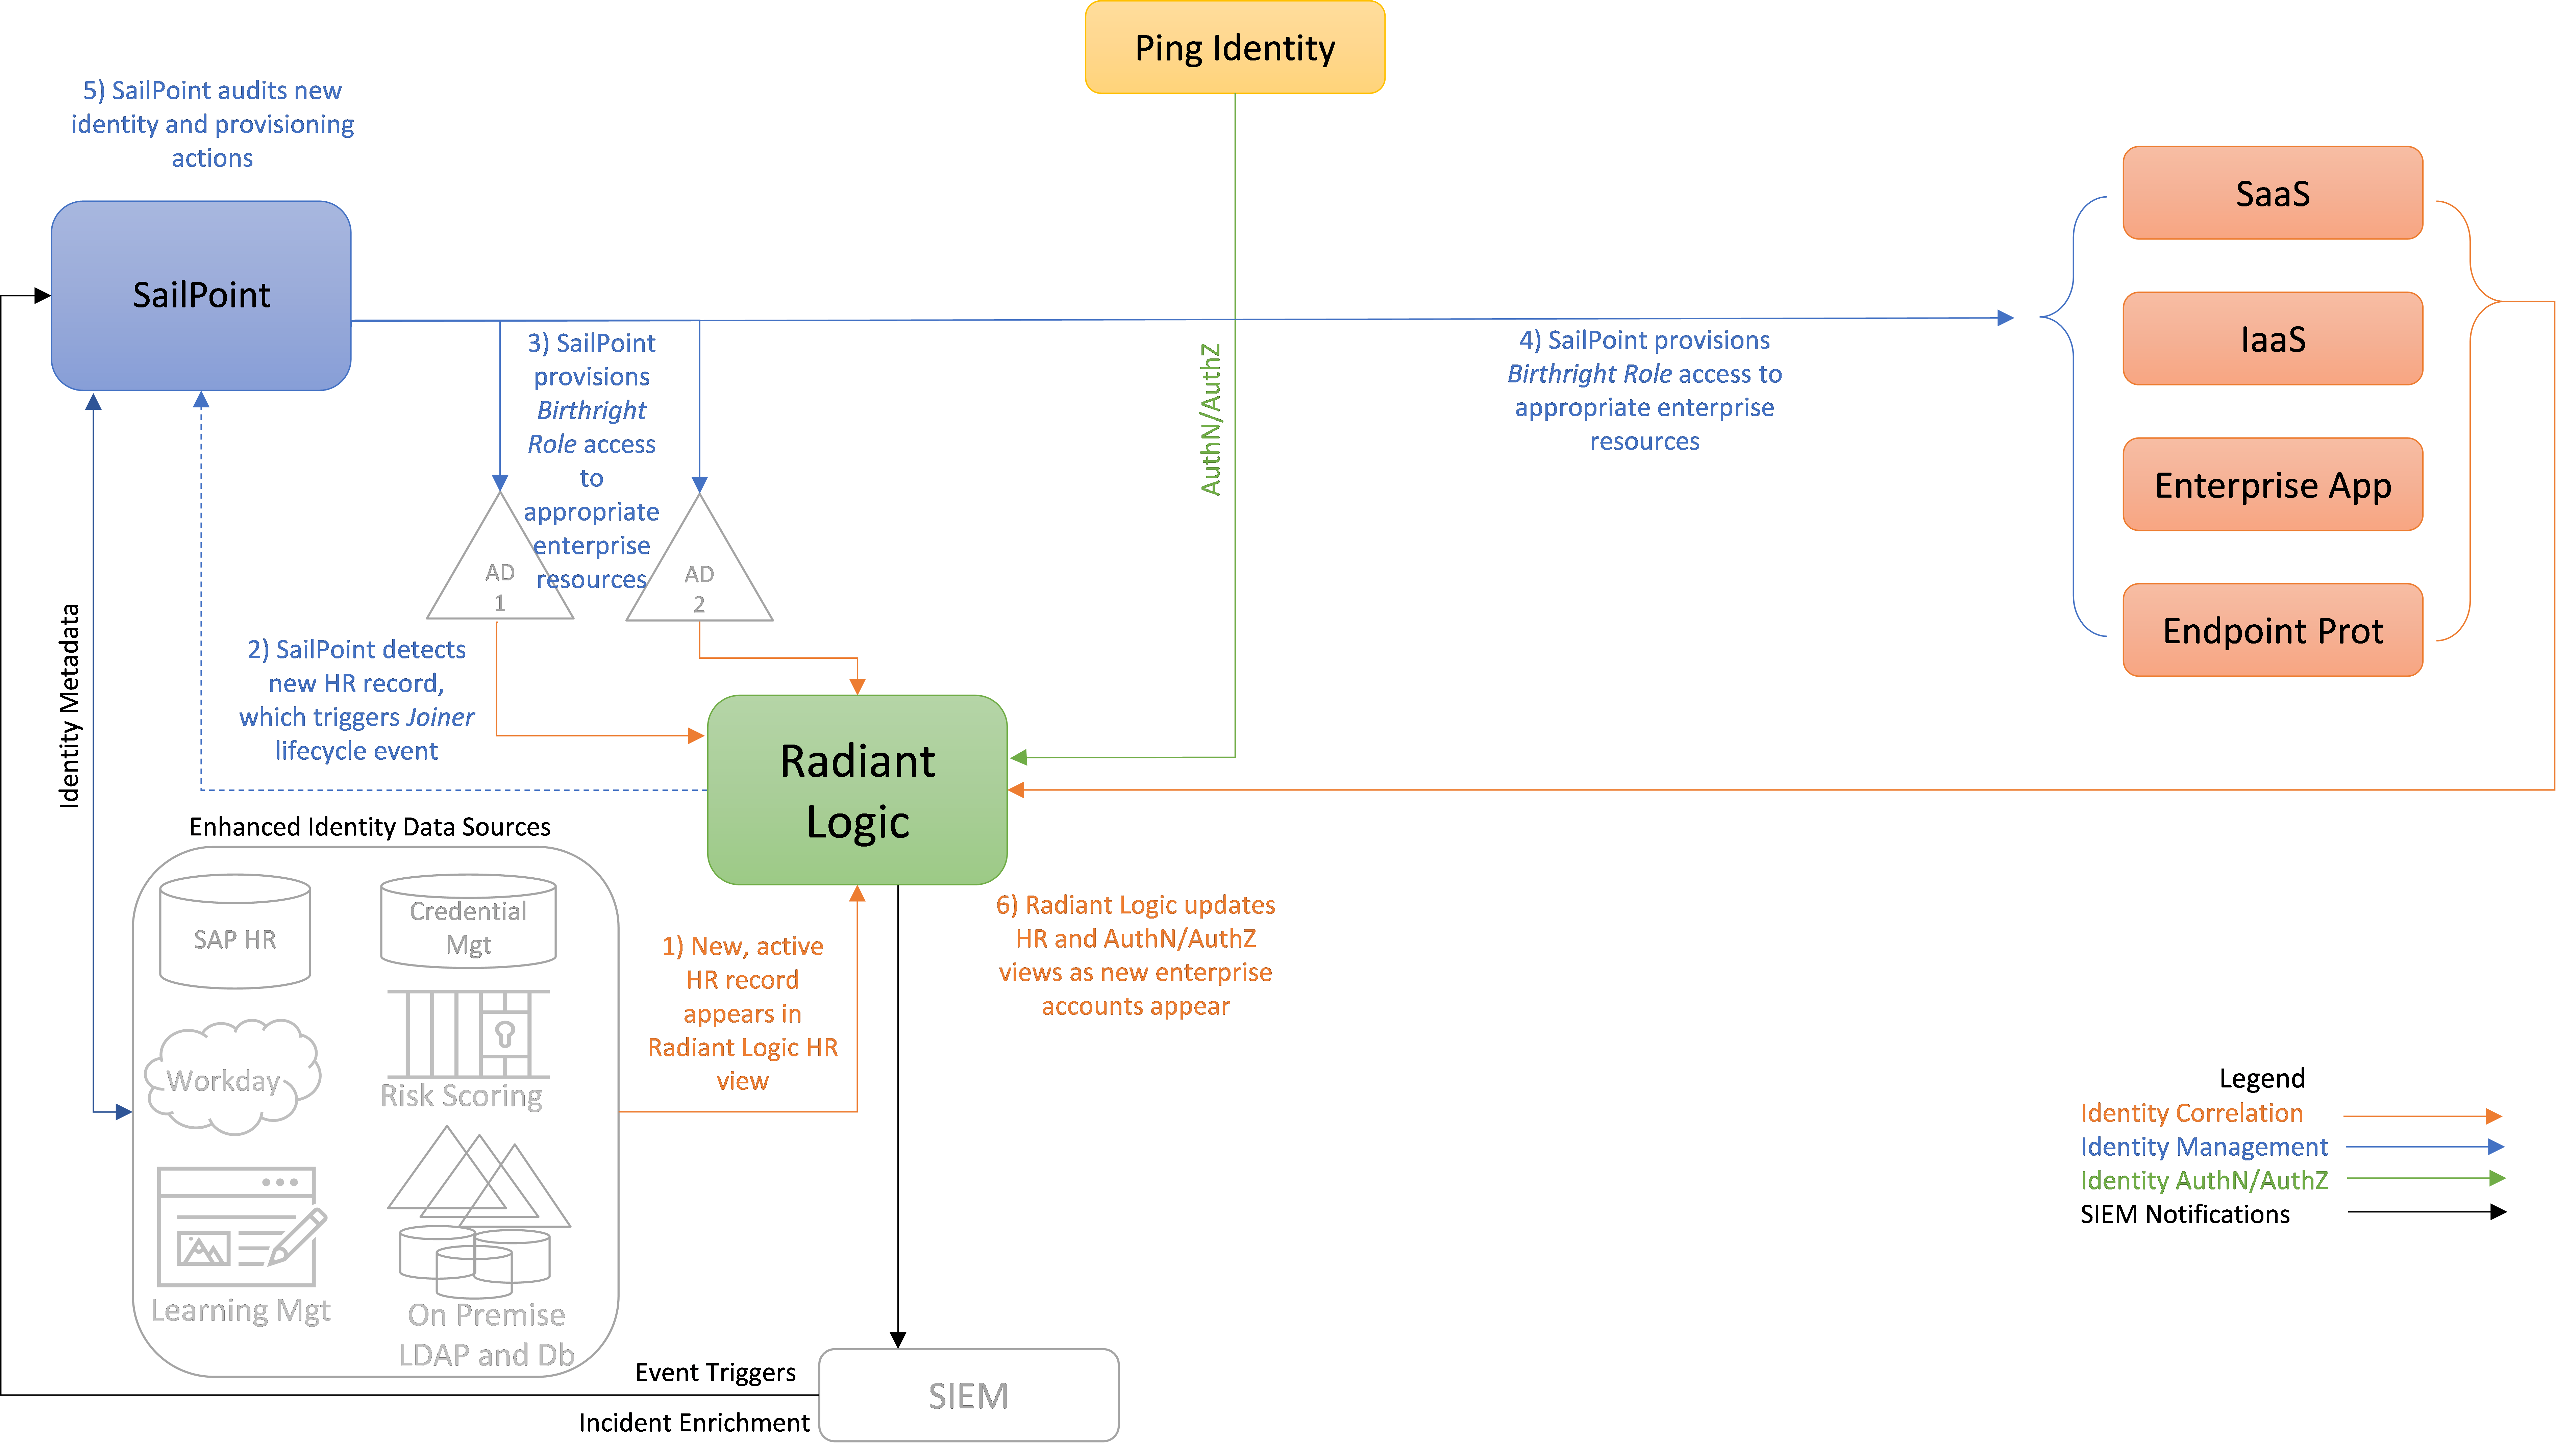 Ping Identity
5) SailPoint audits new
identity and provisioning
actions
SailPoint
SaaS
IaaS
Enterprise App
Endpoint Prot
3) SailPoint
provisions
Birthright
Role access
to
appropriate
enterprise
resources
AuthN/AuthZ
4) SailPoint provisions
Birthright Role access to
appropriate enterprise
resources
AD
1
AD
2
Identity Metadata
2) SailPoint detects
new HR record,
which triggers Joiner
lifecycle event
Radiant
Logic
Enhanced Identity Data Sources
SAP HR
Credential
Mgt
Workday
Risk Scoring
Learning Mgt
On Premise
LDAP and Db
1) New, active
HR record
appears in
Radiant Logic HR
view
6) Radiant Logic updates
HR and AuthN/AuthZ
views as new enterprise
accounts appear
Event Triggers
Incident Enrichment
SIEM
Legend
Identity Correlation
Identity Management
Identity AuthN/AuthZ
SIEM Notifications